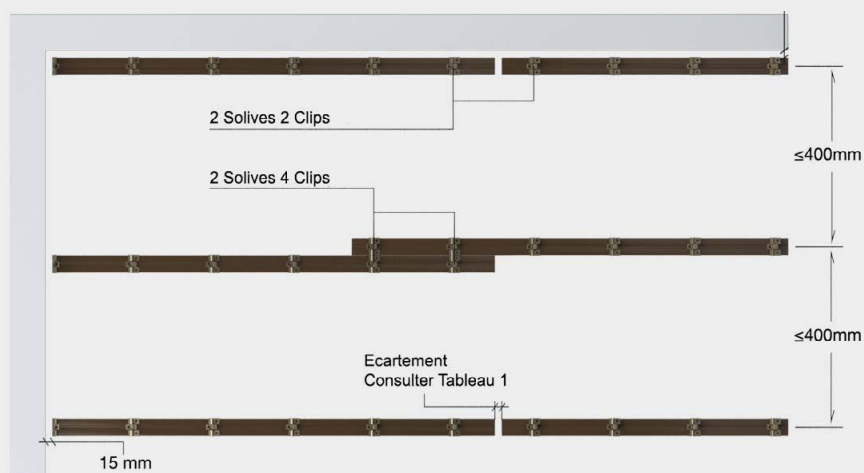 2 Solives 2 Clips
≤400mm
2 Solives 4 Clips
≤400mm
Ecartement
Consulter Tableau 1
15 mm